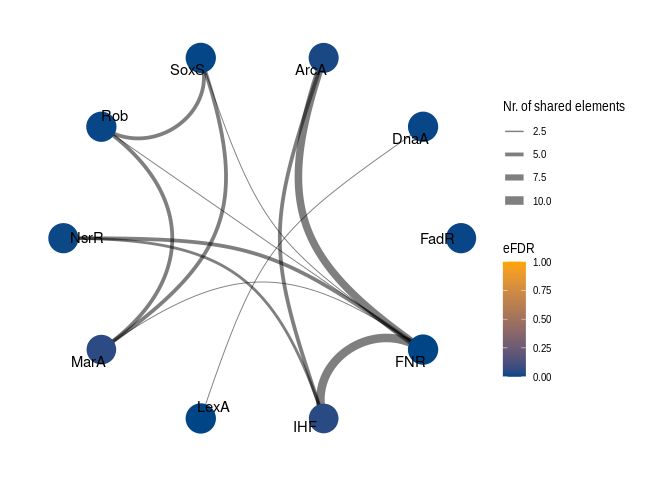 SoxS
ArcA
Rob
DnaA
NsrR
FadR
MarA
FNR
LexA
IHF
Nr. of shared elements
2.5
5.0
7.5
10.0
eFDR
1.00
0.75
0.50
0.25
0.00